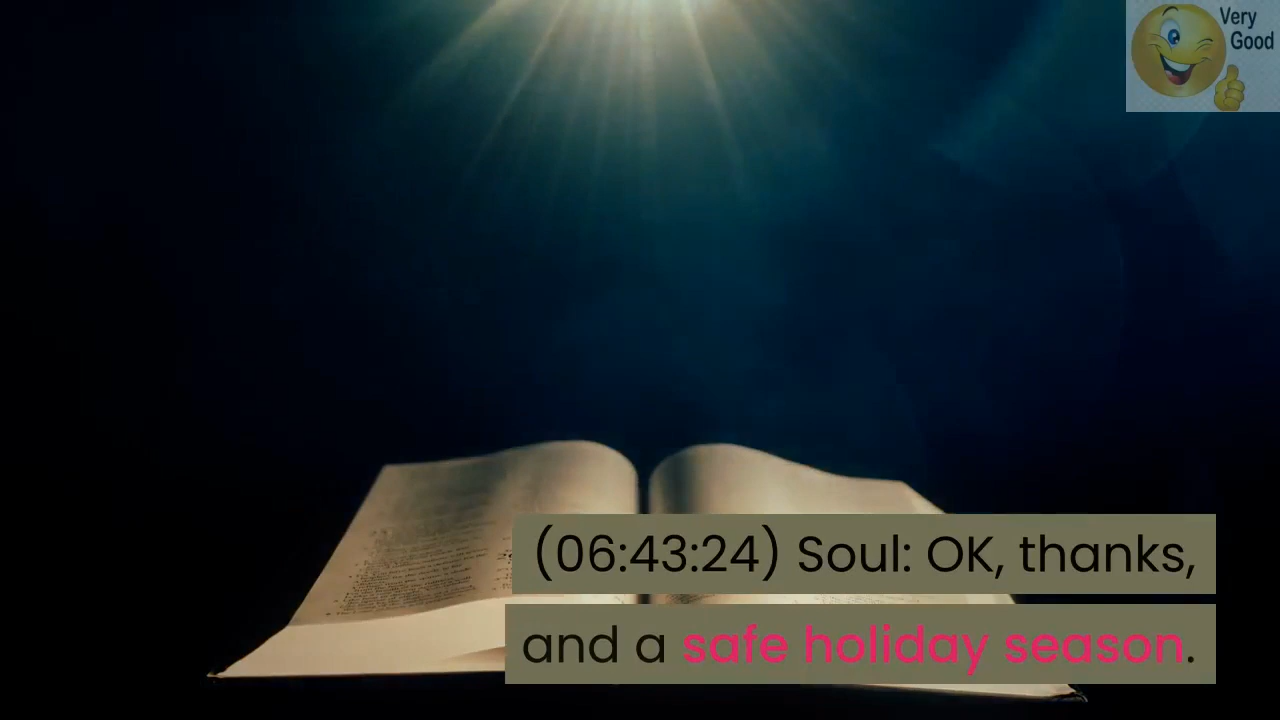 Very
Good
(06:43:24) Soul: OK, thanks,
and a safe holiday season.